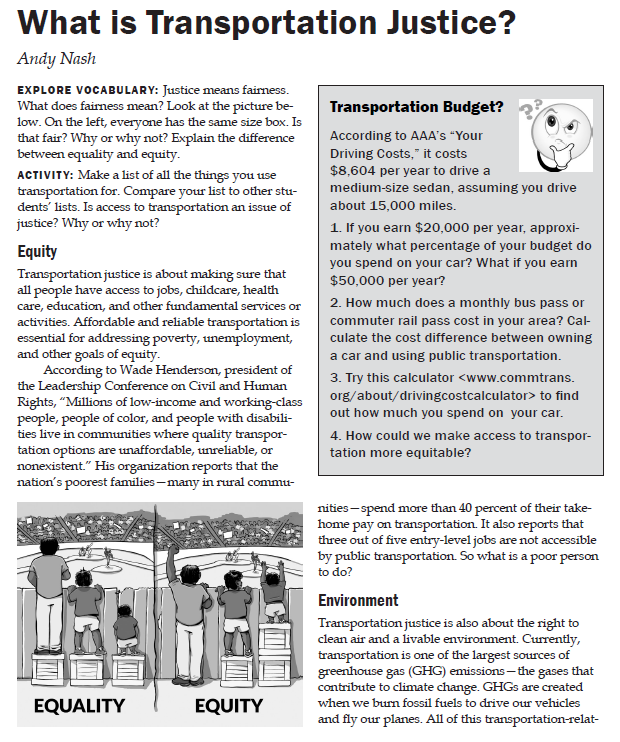 What is Transportation Justice?
Andy Nash
EXPLORE VOCABULARY: Justice means fairness.
What does fairness mean? Look at the picture be-
low. On the left, everyone has the same size box. Is
that fair? Why or why not? Explain the difference
between equality and equity.
ACTIVITY: Make a list of all the things you use
transportation for. Compare your list to other stu-
dents' lists. Is access to transportation an issue of
justice? Why or why not?
Equity
Transportation justice is about making sure that
all people have access to jobs, childcare, health
care, education, and other fundamental services or
activities. Affordable and reliable transportation is
essential for addressing poverty, unemployment,
and other goals of equity.
According to Wade Henderson, president of
the Leadership Conference on Civil and Human
Rights, "Millions of low-income and working-class
people, people of color, and people with disabili-
ties live in communities where quality transpor-
tation options are unaffordable, unreliable, or
nonexistent." His organization reports that the
nation's poorest families—many in rural commu-
EQUALITY
EQUITY
Transportation Budget?
??
According to AAA's "Your
Driving Costs," it costs
$8,604 per year to drive a
medium-size sedan, assuming you drive
about 15,000 miles.
1. If you earn $20,000 per year, approxi-
mately what percentage of your budget do
you spend on your car? What if you earn
$50,000 per year?
2. How much does a monthly bus pass or
commuter rail pass cost in your area? Cal-
culate the cost difference between owning
a car and using public transportation.
3. Try this calculator <www.commtrans.
org/about/drivingcostcalculator> to find
out how much you spend on your car.
4. How could we make access to transpor-
tation more equitable?
nities—spend more than 40 percent of their take-
home pay on transportation. It also reports that
three out of five entry-level jobs are not accessible
by public transportation. So what is a poor person
to do?
Environment
Transportation justice is also about the right to
clean air and a livable environment. Currently,
transportation is one of the largest sources of
greenhouse gas (GHG) emissions—the gases that
contribute to climate change. GHGs are created
when we burn fossil fuels to drive our vehicles
and fly our planes. All of this transportation-relat-